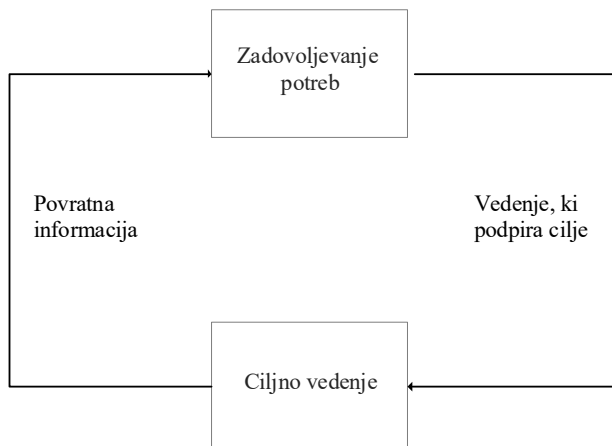 Zadovoljevanje
potreb
Povratna
informacija
Vedenje, ki
podpira cilje
Ciljno vedenje